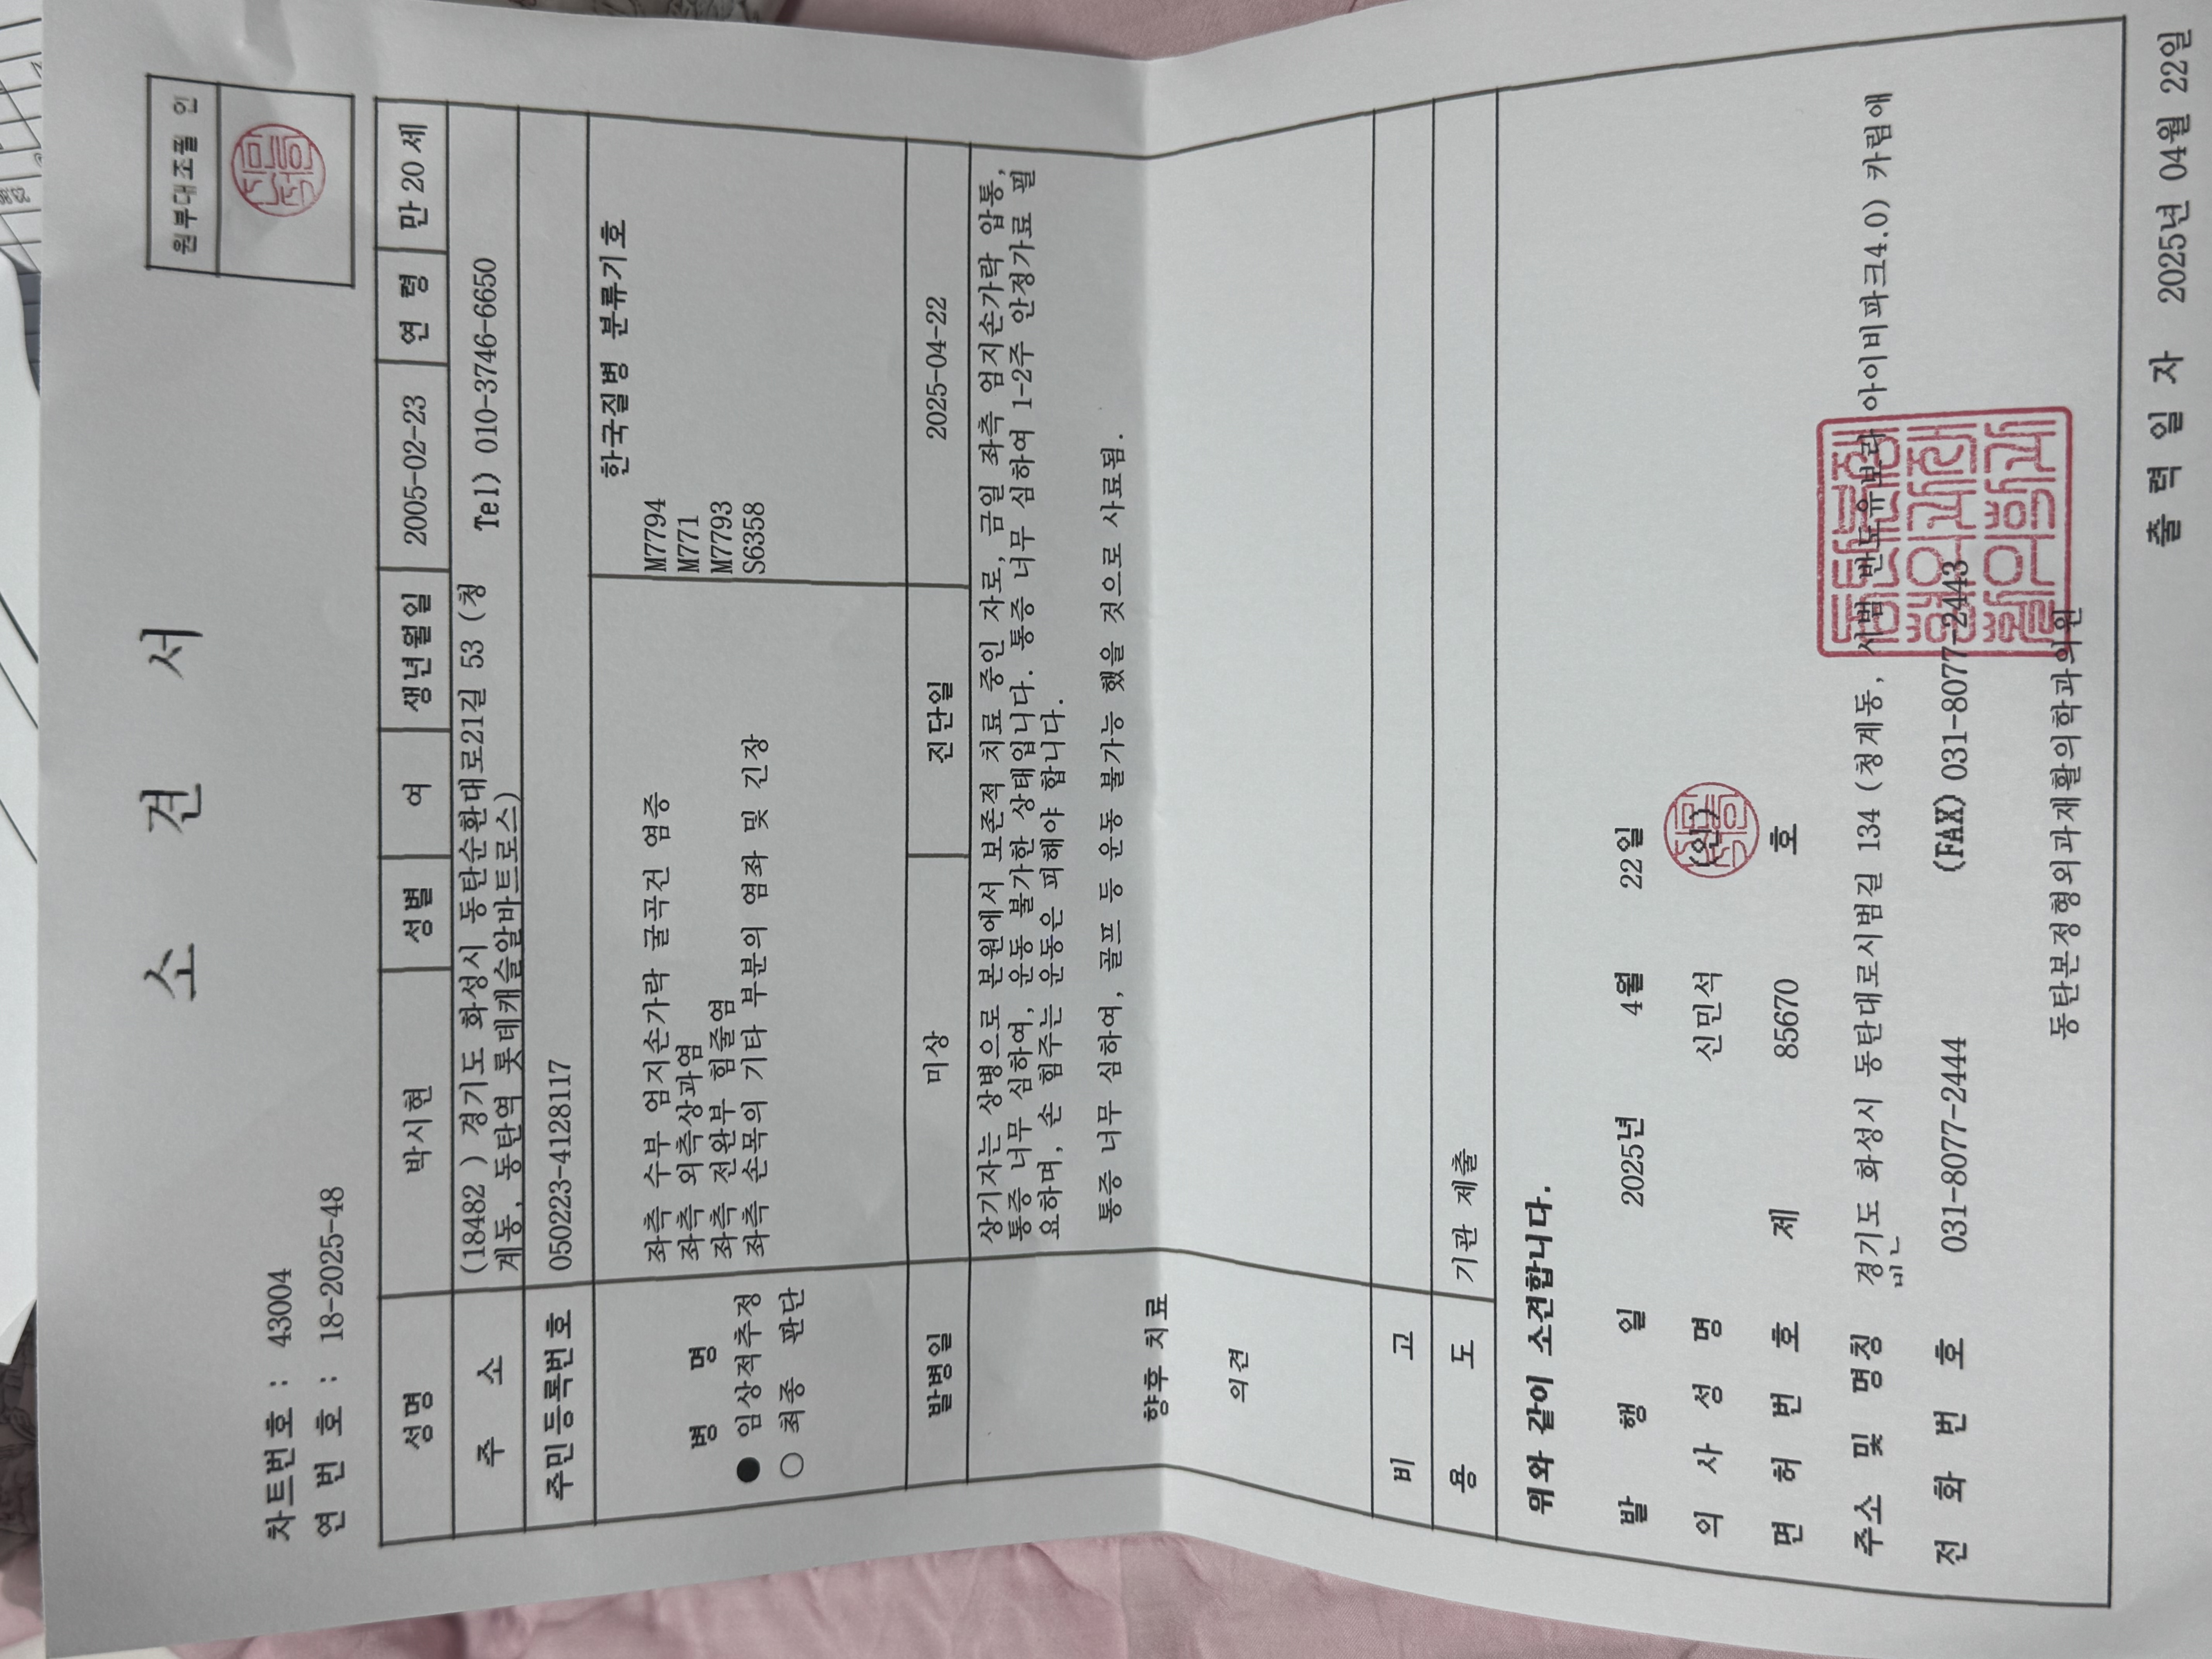 소 견 서
원부대조필 인
차트번호 : 43004
연 번 호 : 18-2025-48
성명 박시현 성별 여 생년월일 2005-02-23 연 령 만 20 세
주 소 (18482 ) 경기도 화성시 동탄순환대로21길 53 (청
계동, 동탄역 롯데캐슬알바트로스) Tel) 010-3746-6650
주민등록번호 050223-4128117
병 명
● 임상적추정
○ 최종 판단
한국질병 분류기호
좌측 수부 엄지손가락 굴곡건 염증 M7794
좌측 외측상과염 M771
좌측 전완부 힘줄염 M7793
좌측 손목의 기타 부분의 염좌 및 긴장 S6358
발병일 미상 진단일 2025-04-22
향후 치료
의견
상기자는 상병으로 본원에서 보존적 치료 중인 자로, 금일 좌측 엄지손가락 압통,
통증 너무 심하여, 운동 불가한 상태입니다. 통증 너무 심하여 1-2주 안정가료 필
요하며, 손 힘주는 운동은 피해야 합니다.
통증 너무 심하여, 골프 등 운동 불가능 했을 것으로 사료됨.
비 고
용 도 기관 제출
위와 같이 소견합니다.
발 행 일 2025년 4월 22일
의 사 성 명 신민석 (인)
면 허 번 호 제 85670 호
주소 및 명칭 경기도 화성시 동탄대로시범길 134 (청계동, 시범 반도유보라 아이비파크4.0) 카림애
비
전 화 번 호 031-8077-2444 (FAX) 031-8077-2443
동탄본정형외과재활의학과의원
출 력 일 자 2025년 04월 22일